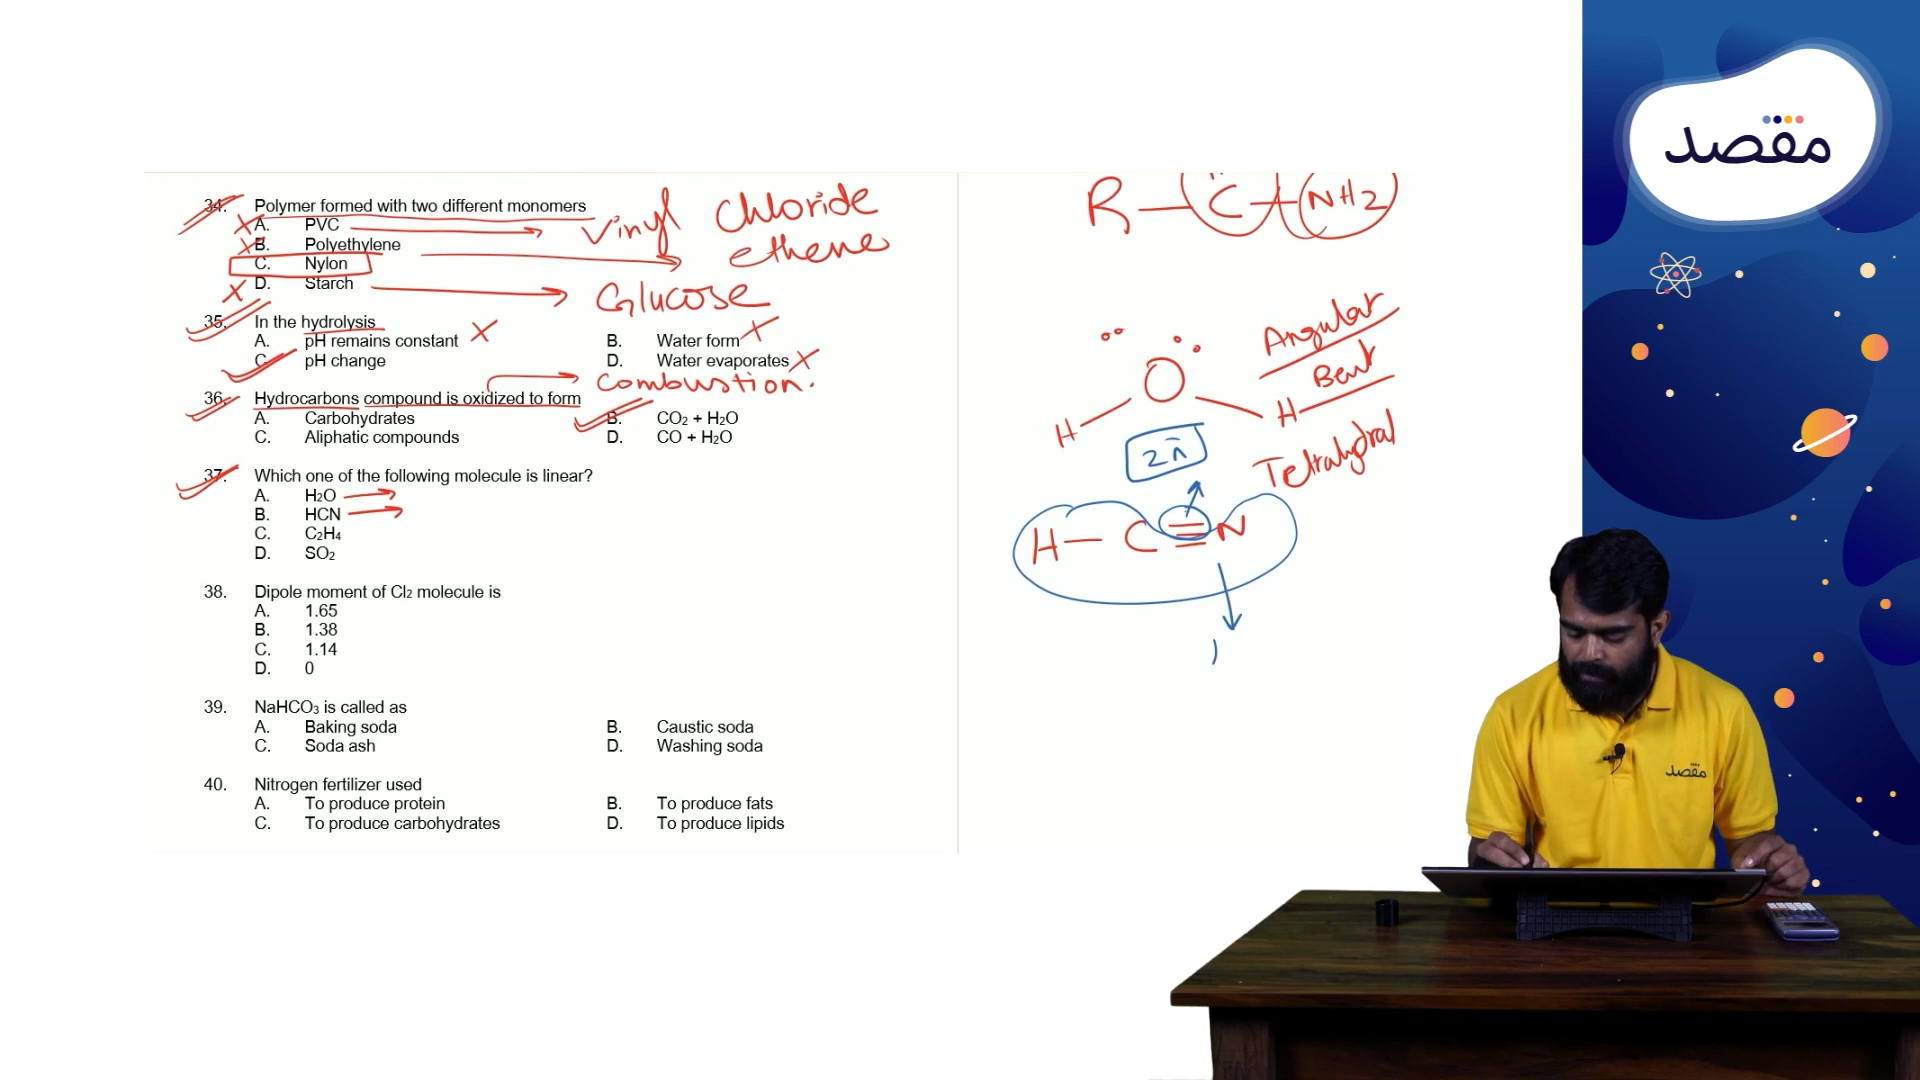 34. Polymer formed with two different monomers
A. PVC
B. Polyethylene
C. Nylon
D. Starch
Vinyl chloride
ethene
Glucose
35. In the hydrolysis
A. pH remains constant B. Water form
C. pH change D. Water evaporates
Combustion.
36. Hydrocarbons compound is oxidized to form
A. Carbohydrates B. CO2 + H2O
C. Aliphatic compounds D. CO + H2O
37. Which one of the following molecule is linear?
A. H2O
B. HCN
C. C2H4
D. SO2
38. Dipole moment of Cl2 molecule is
A. 1.65
B. 1.38
C. 1.14
D. 0
39. NaHCO3 is called as
A. Baking soda B. Caustic soda
C. Soda ash D. Washing soda
40. Nitrogen fertilizer used
A. To produce protein B. To produce fats
C. To produce carbohydrates D. To produce lipids
R—C—NH2
Angular
Bent
O
H H
Tetrahydral
2π
H—C≡N
مقصد
مقصد